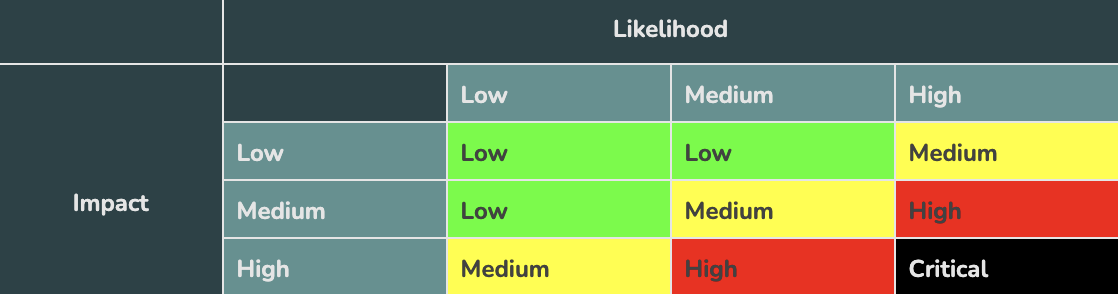 Likelihood
Low Medium High
Low Low Low Medium
Impact
Medium Low Medium High
High Medium High Critical